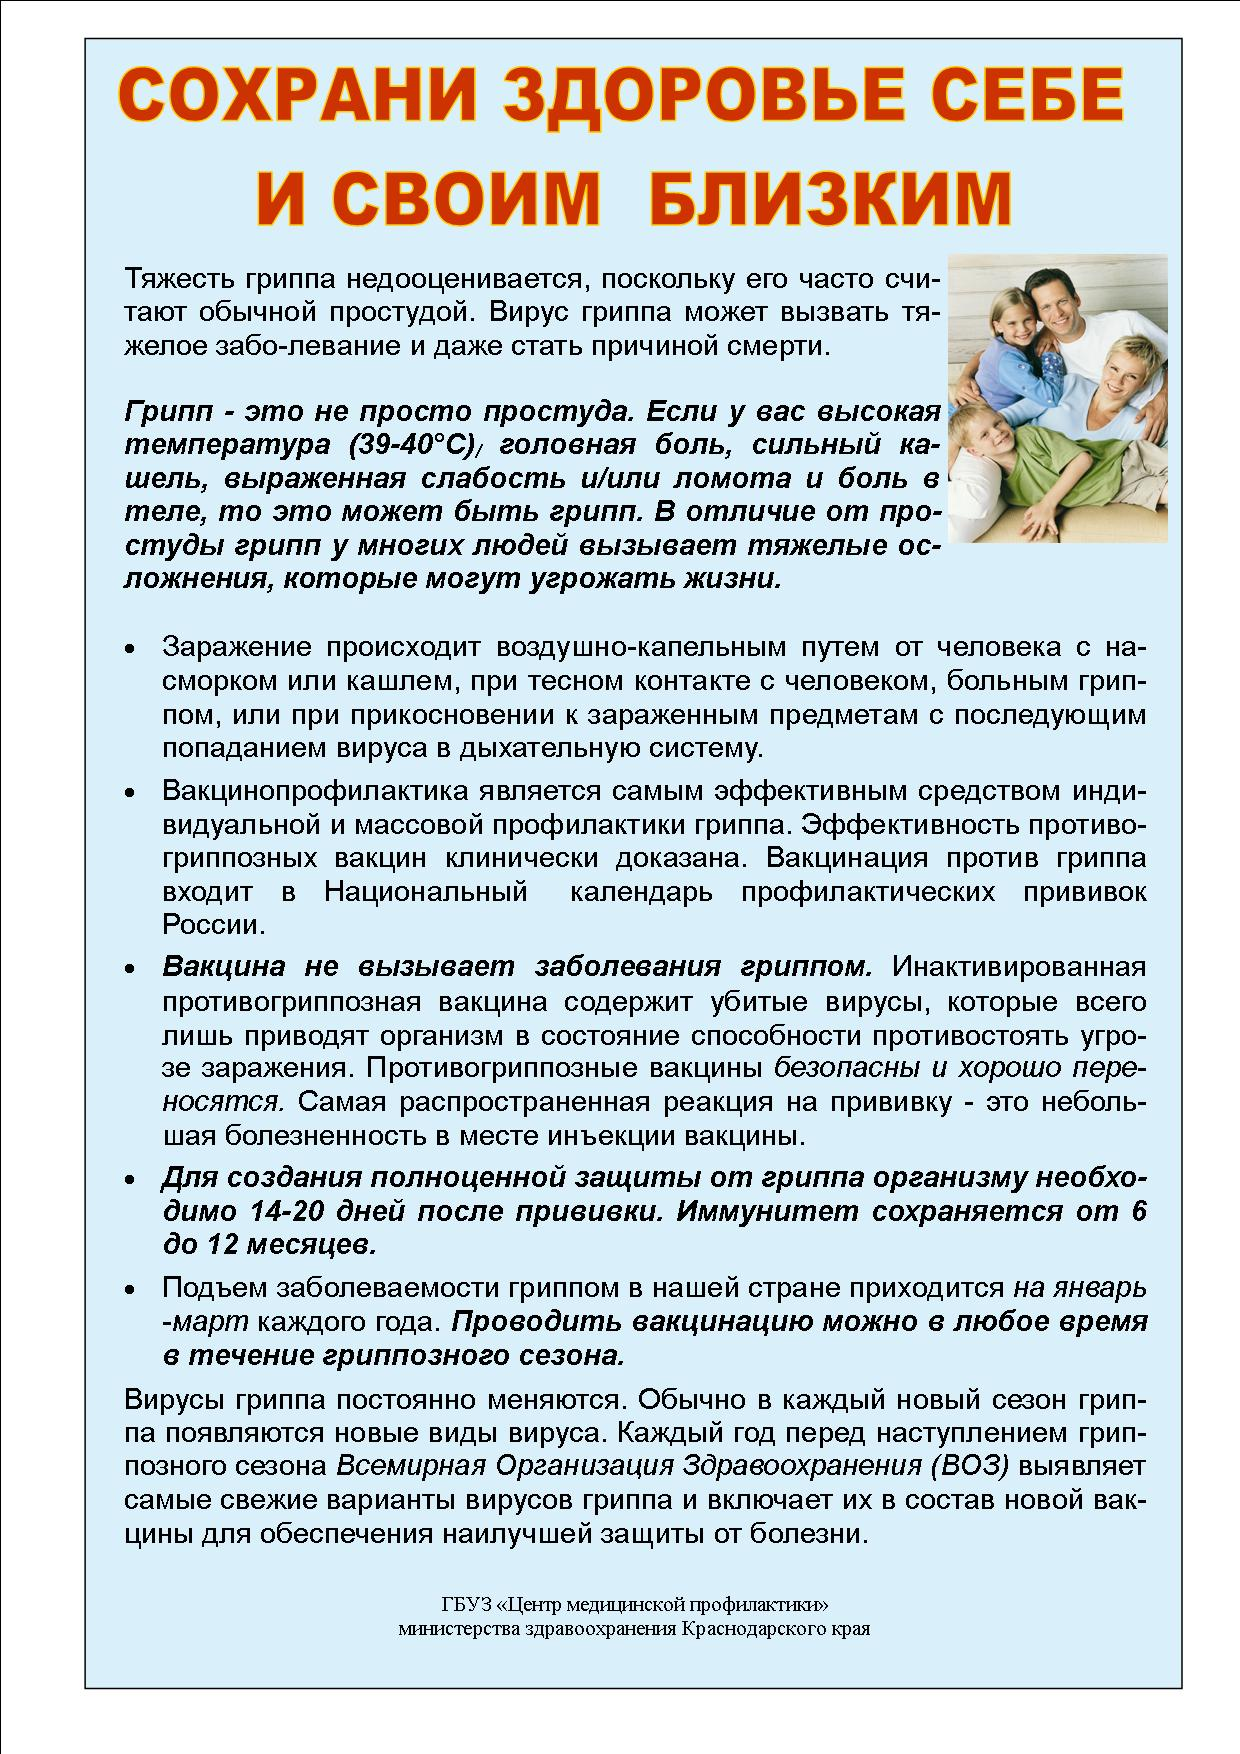 СОХРАНИ ЗДОРОВЬЕ СЕБЕ
И СВОИМ БЛИЗКИМ
Тяжесть гриппа недооценивается, поскольку его часто счи-
тают обычной простудой. Вирус гриппа может вызвать тя-
желое забо-левание и даже стать причиной смерти.
Грипп - это не просто простуда. Если у вас высокая
температура (39-40°С)/ головная боль, сильный ка-
шель, выраженная слабость и/или ломота и боль в
теле, то это может быть грипп. В отличие от про-
студы грипп у многих людей вызывает тяжелые ос-
ложнения, которые могут угрожать жизни.
• Заражение происходит воздушно-капельным путем от человека с на-
сморком или кашлем, при тесном контакте с человеком, больным грип-
пом, или при прикосновении к зараженным предметам с последующим
попаданием вируса в дыхательную систему.
• Вакцинопрофилактика является самым эффективным средством инди-
видуальной и массовой профилактики гриппа. Эффективность противо-
гриппозных вакцин клинически доказана. Вакцинация против гриппа
входит в Национальный календарь профилактических прививок
России.
• Вакцина не вызывает заболевания гриппом. Инактивированная
противогриппозная вакцина содержит убитые вирусы, которые всего
лишь приводят организм в состояние способности противостоять угро-
зе заражения. Противогриппозные вакцины безопасны и хорошо пере-
носятся. Самая распространенная реакция на прививку - это неболь-
шая болезненность в месте инъекции вакцины.
• Для создания полноценной защиты от гриппа организму необхо-
димо 14-20 дней после прививки. Иммунитет сохраняется от 6
до 12 месяцев.
• Подъем заболеваемости гриппом в нашей стране приходится на январь
-март каждого года. Проводить вакцинацию можно в любое время
в течение гриппозного сезона.
Вирусы гриппа постоянно меняются. Обычно в каждый новый сезон грип-
па появляются новые виды вируса. Каждый год перед наступлением грип-
позного сезона Всемирная Организация Здравоохранения (ВОЗ) выявляет
самые свежие варианты вирусов гриппа и включает их в состав новой вак-
цины для обеспечения наилучшей защиты от болезни.
ГБУЗ «Центр медицинской профилактики»
министерства здравоохранения Краснодарского края